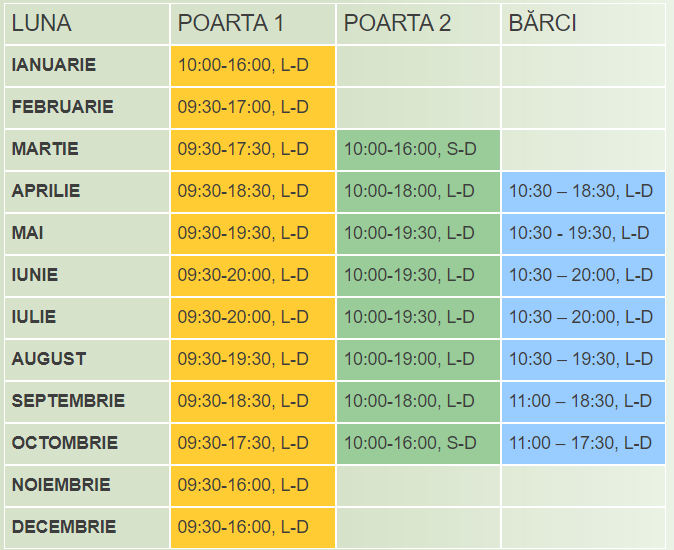 LUNA POARTA 1 POARTA 2 BĂRCI
IANUARIE 10:00-16:00, L-D
FEBRUARIE 09:30-17:00, L-D
MARTIE 09:30-17:30, L-D 10:00-16:00, S-D
APRILIE 09:30-18:30, L-D 10:00-18:00, L-D 10:30 – 18:30, L-D
MAI 09:30-19:30, L-D 10:00-19:30, L-D 10:30 - 19:30, L-D
IUNIE 09:30-20:00, L-D 10:00-19:30, L-D 10:30 – 20:00, L-D
IULIE 09:30-20:00, L-D 10:00-19:30, L-D 10:30 – 20:00, L-D
AUGUST 09:30-19:30, L-D 10:00-19:00, L-D 10:30 – 19:30, L-D
SEPTEMBRIE 09:30-18:30, L-D 10:00-18:00, L-D 11:00 – 18:30, L-D
OCTOMBRIE 09:30-17:30, L-D 10:00-16:00, S-D 11:00 – 17:30, L-D
NOIEMBRIE 09:30-16:00, L-D
DECEMBRIE 09:30-16:00, L-D